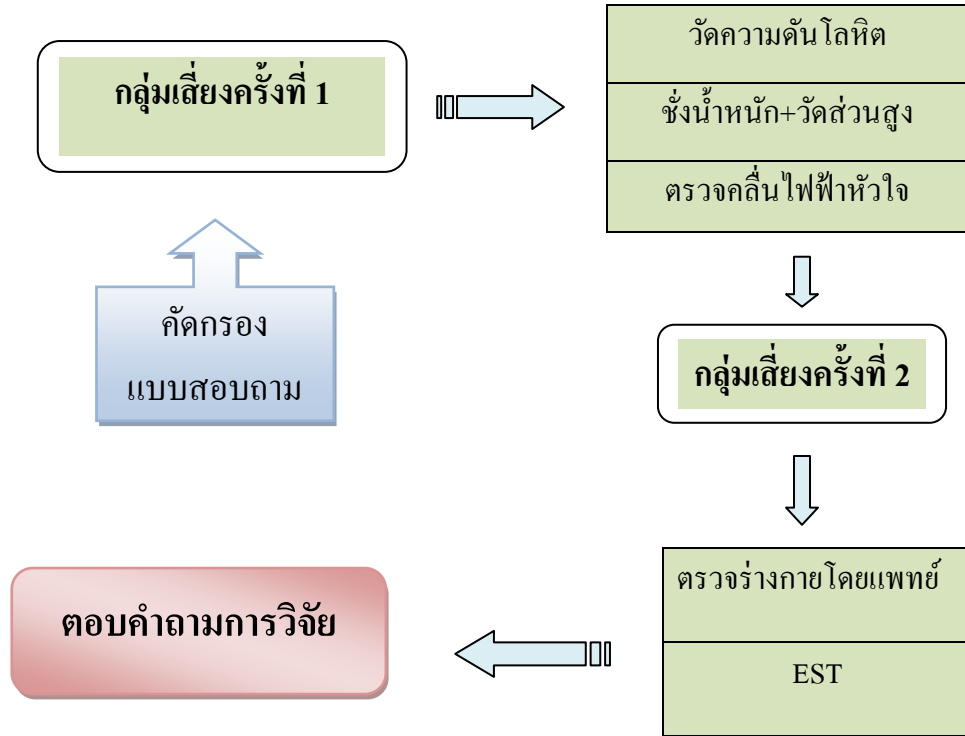 คัดกรอง
แบบสอบถาม
กลุ่มเสี่ยงครั้งที่ 1
วัดความดันโลหิต
ชั่งน้ำหนัก+วัดส่วนสูง
ตรวจคลื่นไฟฟ้าหัวใจ
กลุ่มเสี่ยงครั้งที่ 2
ตรวจร่างกายโดยแพทย์
EST
ตอบคำถามการวิจัย